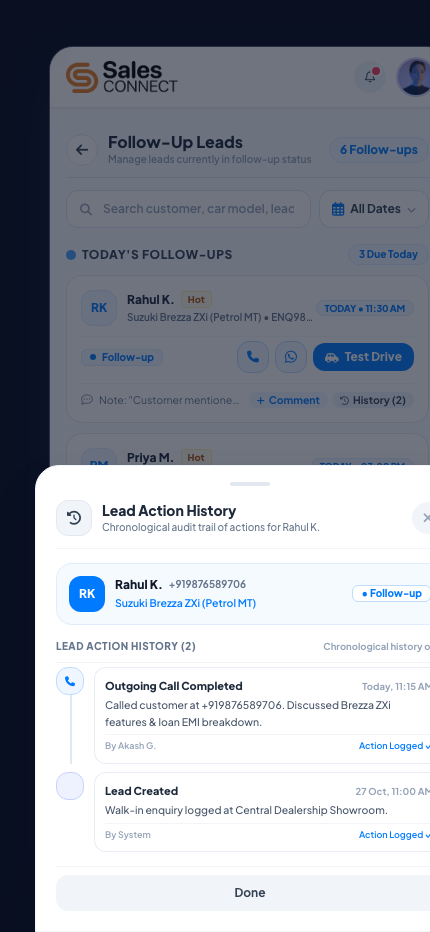 Sales
CONNECT
Follow-Up Leads
Manage leads currently in follow-up status
6 Follow-ups
Search customer, car model, leac
All Dates
TODAY'S FOLLOW-UPS
3 Due Today
RK
Rahul K.
Hot
Suzuki Brezza ZXi (Petrol MT) • ENQ98...
TODAY • 11:30 AM
Follow-up
Test Drive
Note: "Customer mentione...
+ Comment
History (2)
Priya M.
Hot
Lead Action History
Chronological audit trail of actions for Rahul K.
RK
Rahul K. +919876589706
Suzuki Brezza ZXi (Petrol MT)
• Follow-up
LEAD ACTION HISTORY (2)
Chronological history o
Outgoing Call Completed
Today, 11:15 AM
Called customer at +919876589706. Discussed Brezza ZXi
features & loan EMI breakdown.
By Akash G.
Action Logged ✓
Lead Created
27 Oct, 11:00 AM
Walk-in enquiry logged at Central Dealership Showroom.
By System
Action Logged ✓
Done